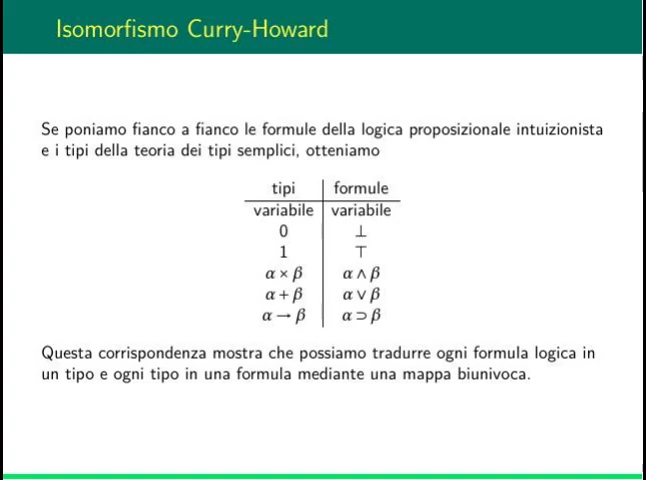 Isomorfismo Curry-Howard
Se poniamo fianco a fianco le formule della logica proposizionale intuizionista
e i tipi della teoria dei tipi semplici, otteniamo
tipi formule
variabile variabile
0 ⊥
1 ⊤
α × β α ∧ β
α + β α ∨ β
α → β α ⊃ β
Questa corrispondenza mostra che possiamo tradurre ogni formula logica in
un tipo e ogni tipo in una formula mediante una mappa biunivoca.